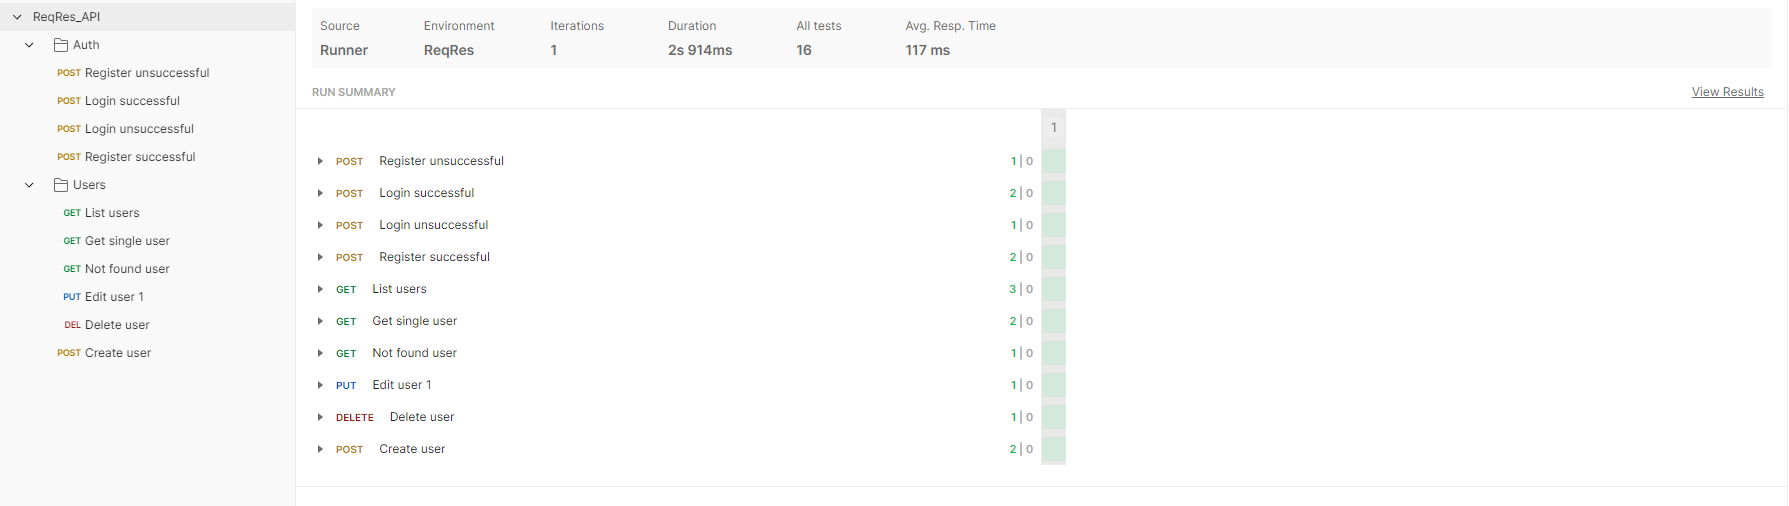 ReqRes_API
Auth
POST Register unsuccessful
POST Login successful
POST Login unsuccessful
POST Register successful
Users
GET List users
GET Get single user
GET Not found user
PUT Edit user 1
DEL Delete user
POST Create user
Source Environment Iterations Duration All tests Avg. Resp. Time
Runner ReqRes 1 2s 914ms 16 117 ms
RUN SUMMARY View Results
1
POST Register unsuccessful 1 | 0
POST Login successful 2 | 0
POST Login unsuccessful 1 | 0
POST Register successful 2 | 0
GET List users 3 | 0
GET Get single user 2 | 0
GET Not found user 1 | 0
PUT Edit user 1 1 | 0
DELETE Delete user 1 | 0
POST Create user 2 | 0